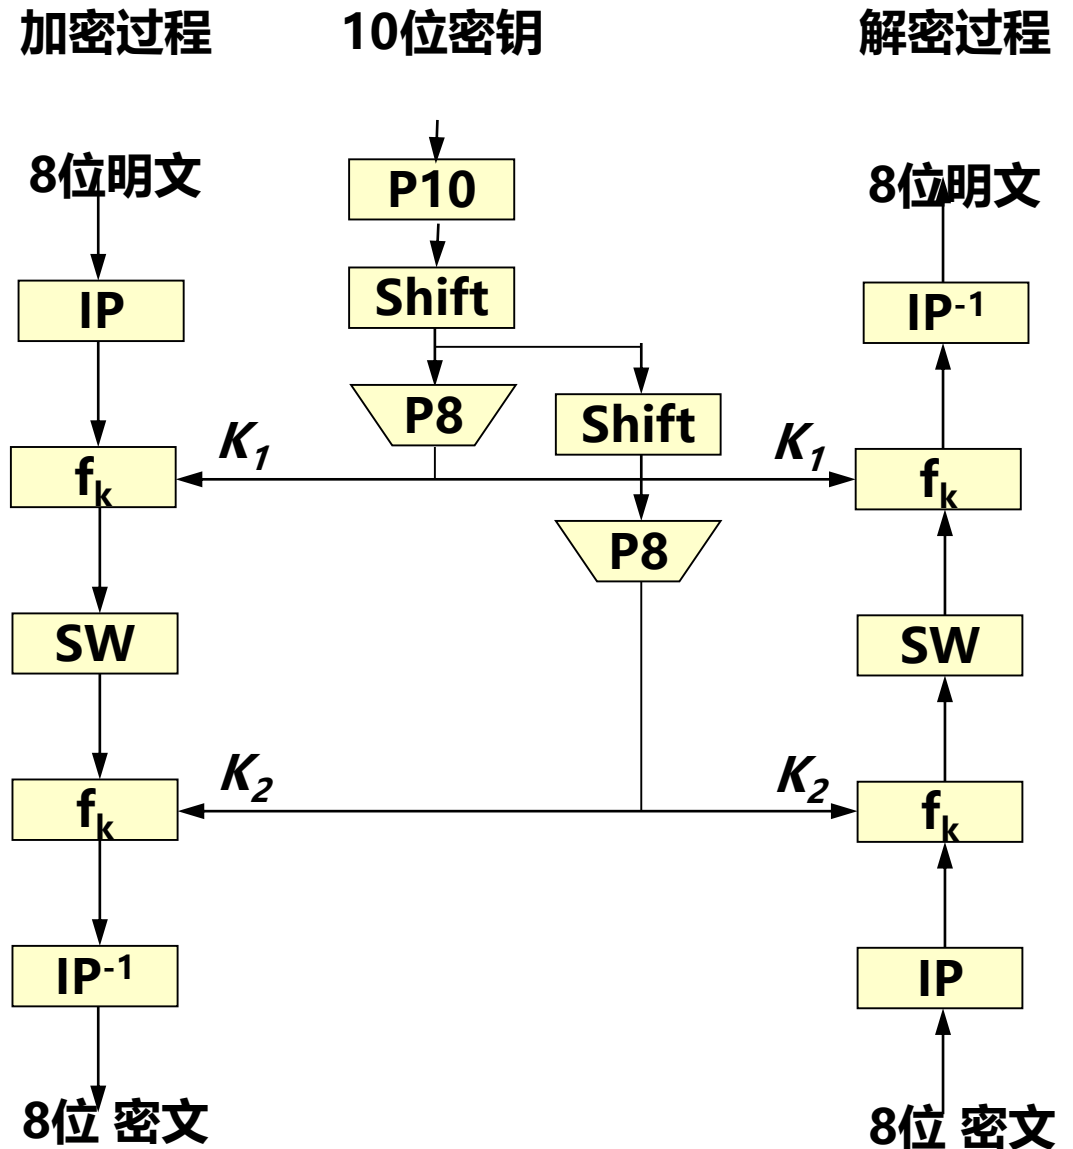 加密过程
10位密钥
解密过程
8位明文
P10
8位明文
Shift
IP
IP⁻¹
P8
Shift
K₁
K₁
fₖ
fₖ
P8
SW
SW
K₂
K₂
fₖ
fₖ
IP⁻¹
IP
8位 密文
8位 密文